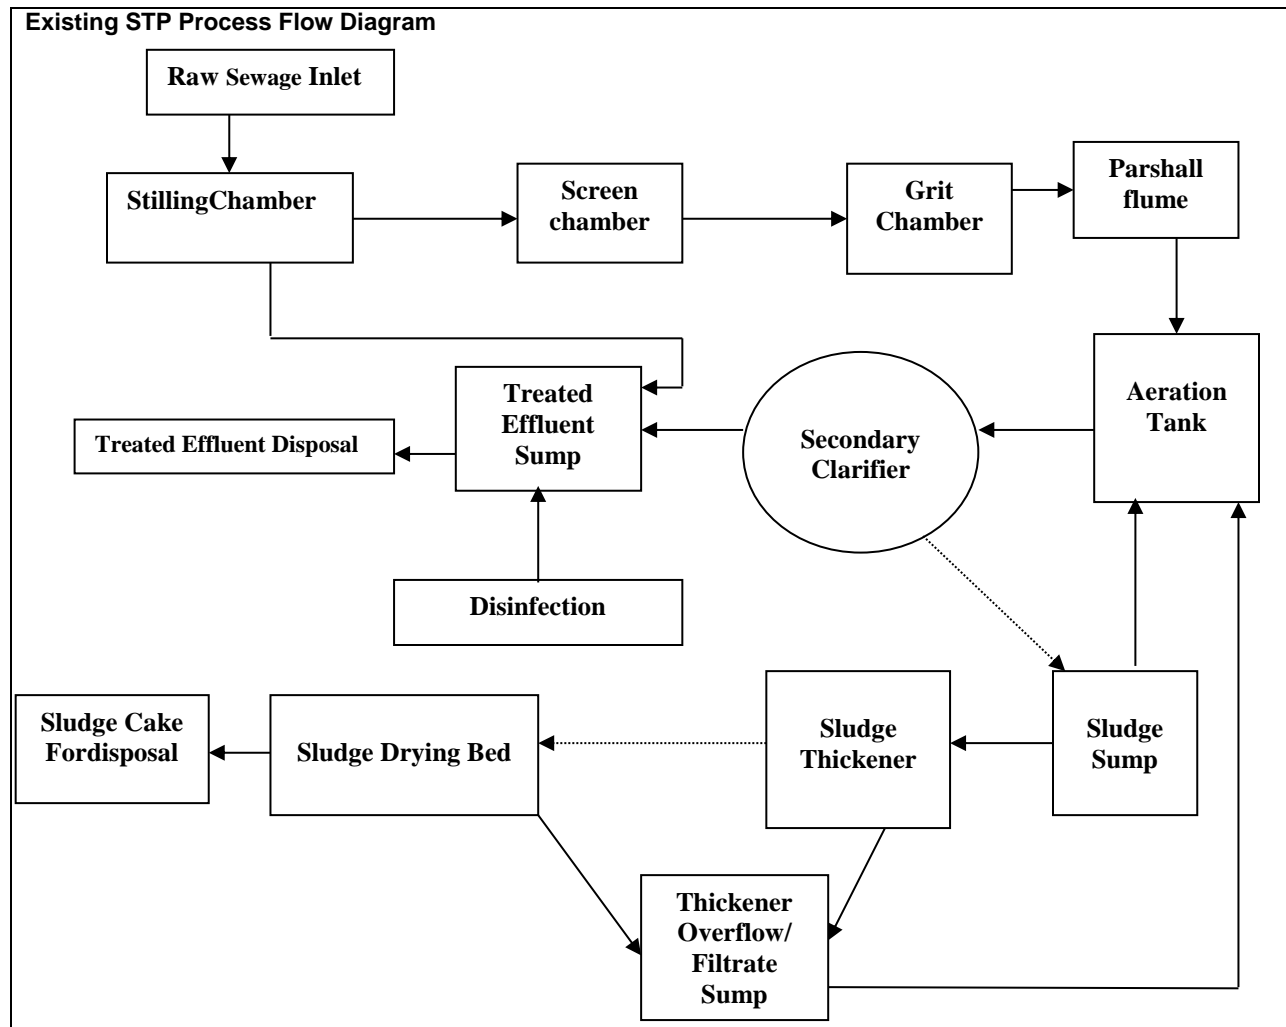 Existing STP Process Flow Diagram
Raw Sewage Inlet
StillingChamber
Screen
chamber
Grit
Chamber
Parshall
flume
Treated
Effluent
Sump
Secondary
Clarifier
Aeration
Tank
Treated Effluent Disposal
Disinfection
Sludge Cake
Fordisposal
Sludge Drying Bed
Sludge
Thickener
Sludge
Sump
Thickener
Overflow/
Filtrate
Sump